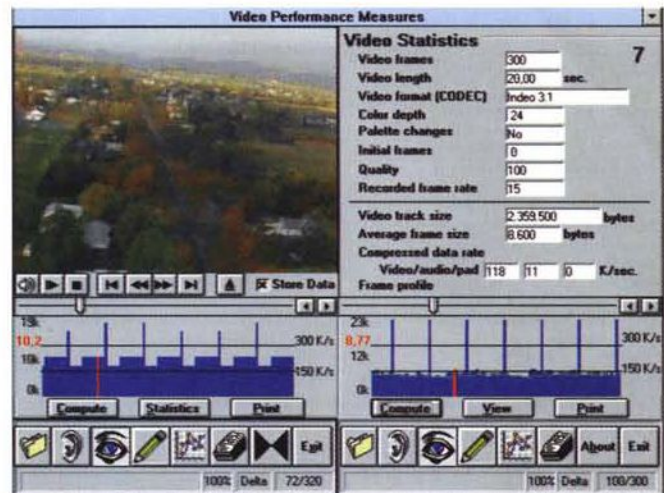 Video Performance Measures
Video Statistics
7
Video frames 300
Video length 20,00 sec.
Video format (CODEC) Indeo 3.1
Color depth 24
Palette changes No
Initial frames 0
Quality 100
Recorded frame rate 15
Video track size 2.359.500 bytes
Average frame size 8.600 bytes
Compressed data rate
Video/audio/pad 118 11 0 K/sec.
Frame profile
Store Data
19k
10,2
10k
0k
300 K/s
150 K/s
Compute Statistics Print
23k
8,77
12k
0k
300 K/s
150 K/s
Compute View Print
Exit
About Exit
100% Delta 72/320
100% Delta 108/300